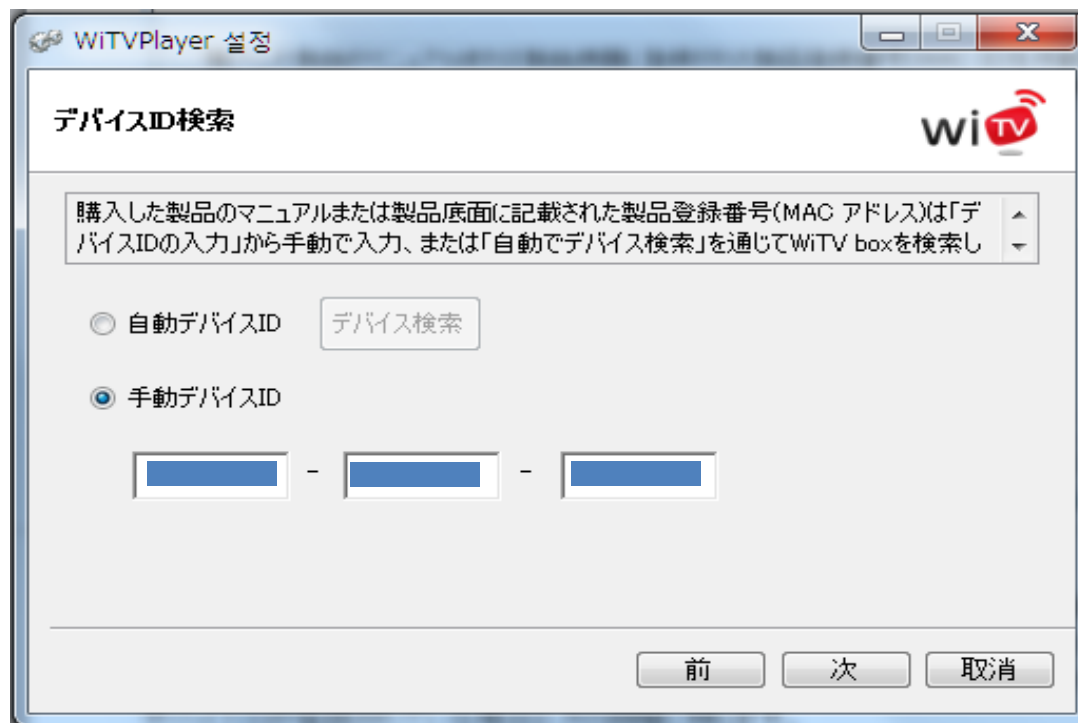 WiTVPlayer 설정
デバイスID検索
wi TV
購入した製品のマニュアルまたは製品底面に記載された製品登録番号(MAC アドレス)は「デ
バイスIDの入力」から手動で入力、または「自動でデバイス検索」を通じてWiTV boxを検索し
自動デバイスID デバイス検索
手動デバイスID
- -
前 次 取消